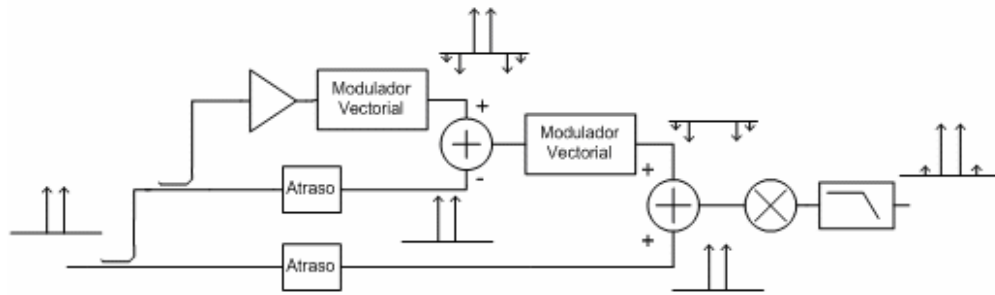 Modulador
Vectorial
+
-
Modulador
Vectorial
Atraso
+
+
Atraso